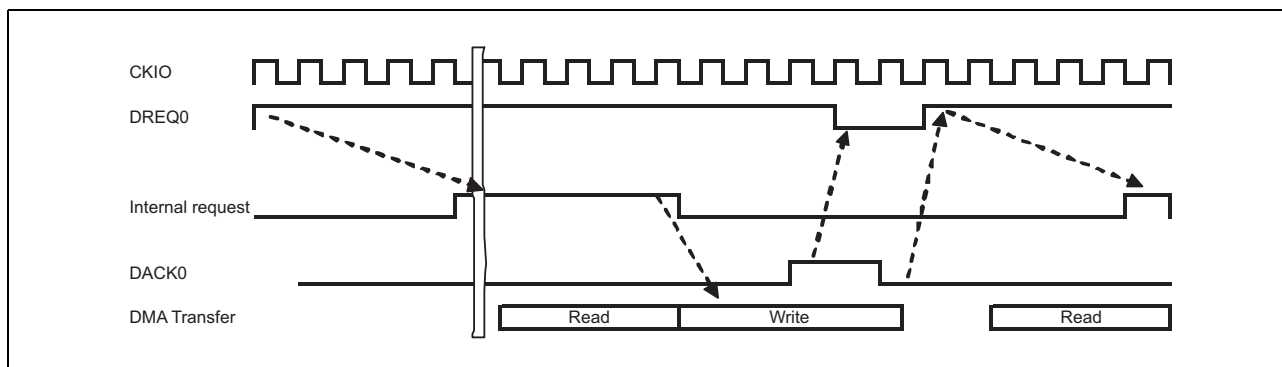 CKIO
DREQ0
Internal request
DACK0
DMA Transfer Read Write Read